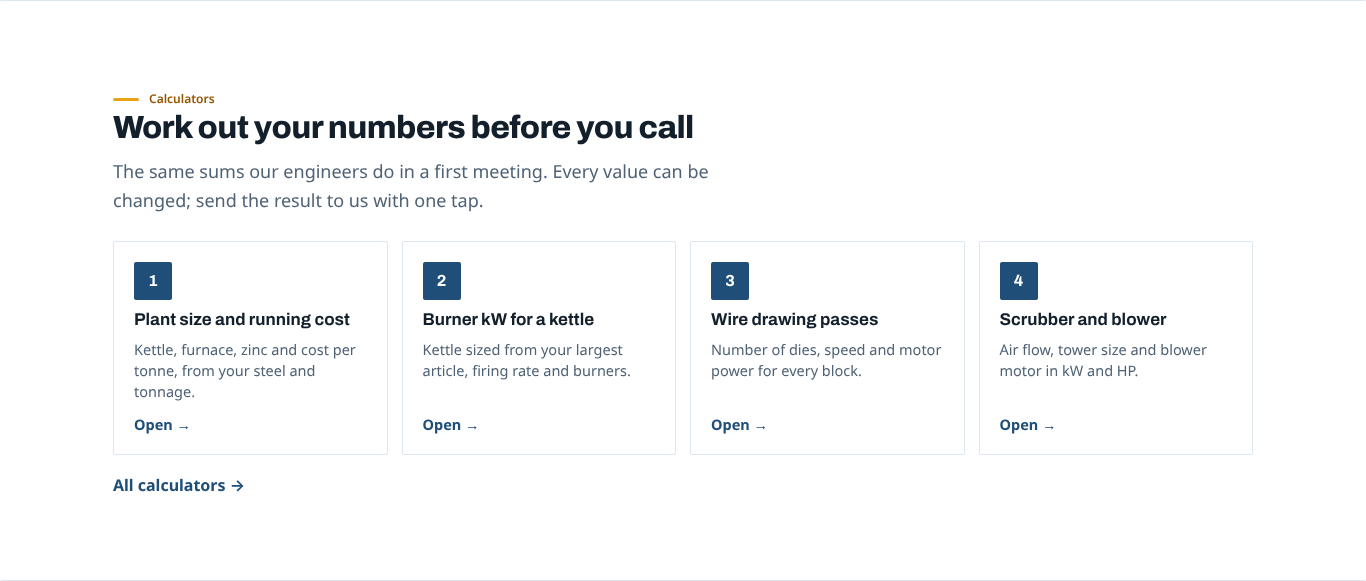 Calculators
Work out your numbers before you call
The same sums our engineers do in a first meeting. Every value can be
changed; send the result to us with one tap.
1
Plant size and running cost
Kettle, furnace, zinc and cost per
tonne, from your steel and
tonnage.
Open →
2
Burner kW for a kettle
Kettle sized from your largest
article, firing rate and burners.
Open →
3
Wire drawing passes
Number of dies, speed and motor
power for every block.
Open →
4
Scrubber and blower
Air flow, tower size and blower
motor in kW and HP.
Open →
All calculators →